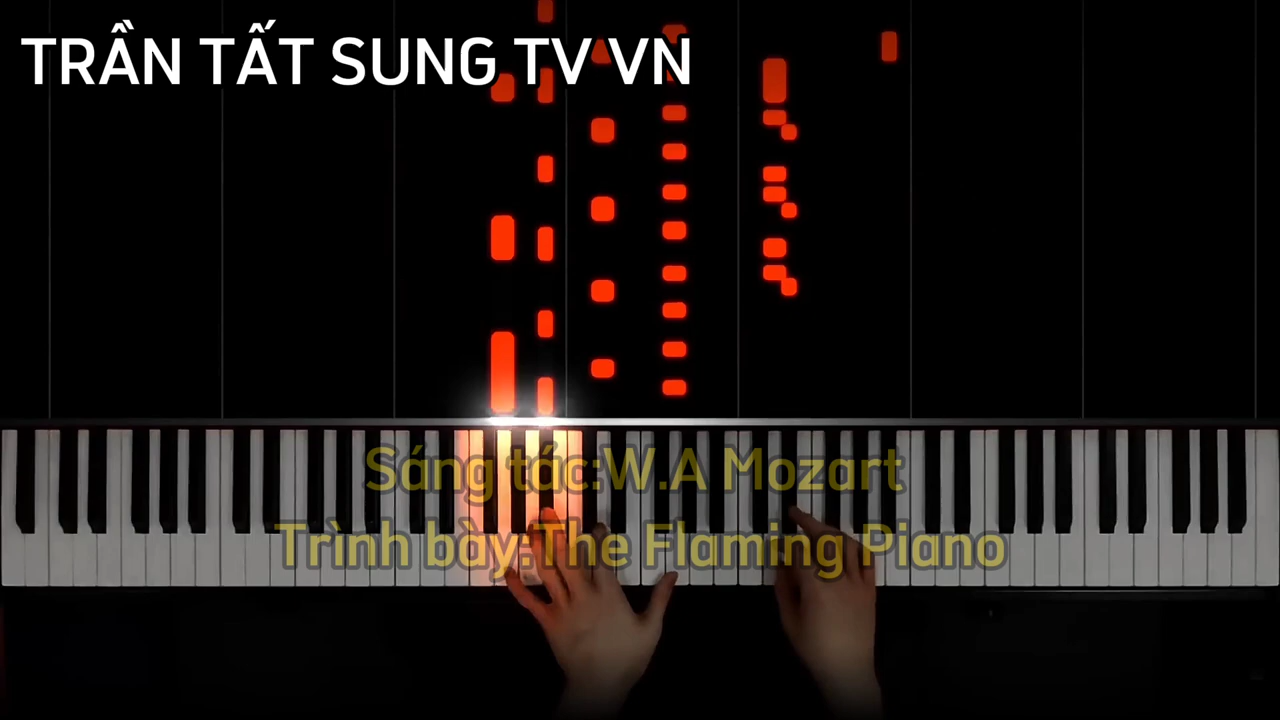 TRẦN TẤT SUNG TV VN
Sáng tác:W.A Mozart
Trình bày:The Flaming Piano